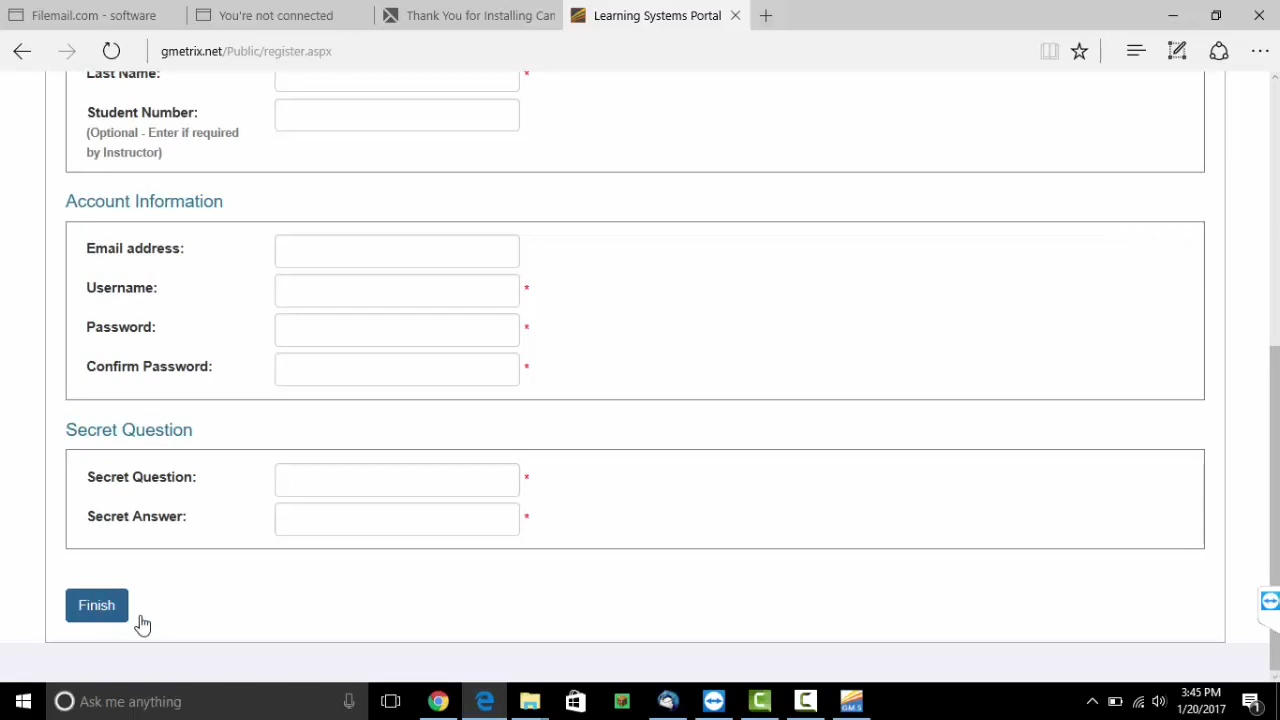 Filemail.com - software
You're not connected
Thank You for Installing Can
Learning Systems Portal
gmetrix.net/Public/register.aspx
Last Name:
*
Student Number:
(Optional - Enter if required
by Instructor)
Account Information
Email address:
Username:
*
Password:
*
Confirm Password:
*
Secret Question
Secret Question:
*
Secret Answer:
*
Finish
Ask me anything
GMS
3:45 PM
1/20/2017
1